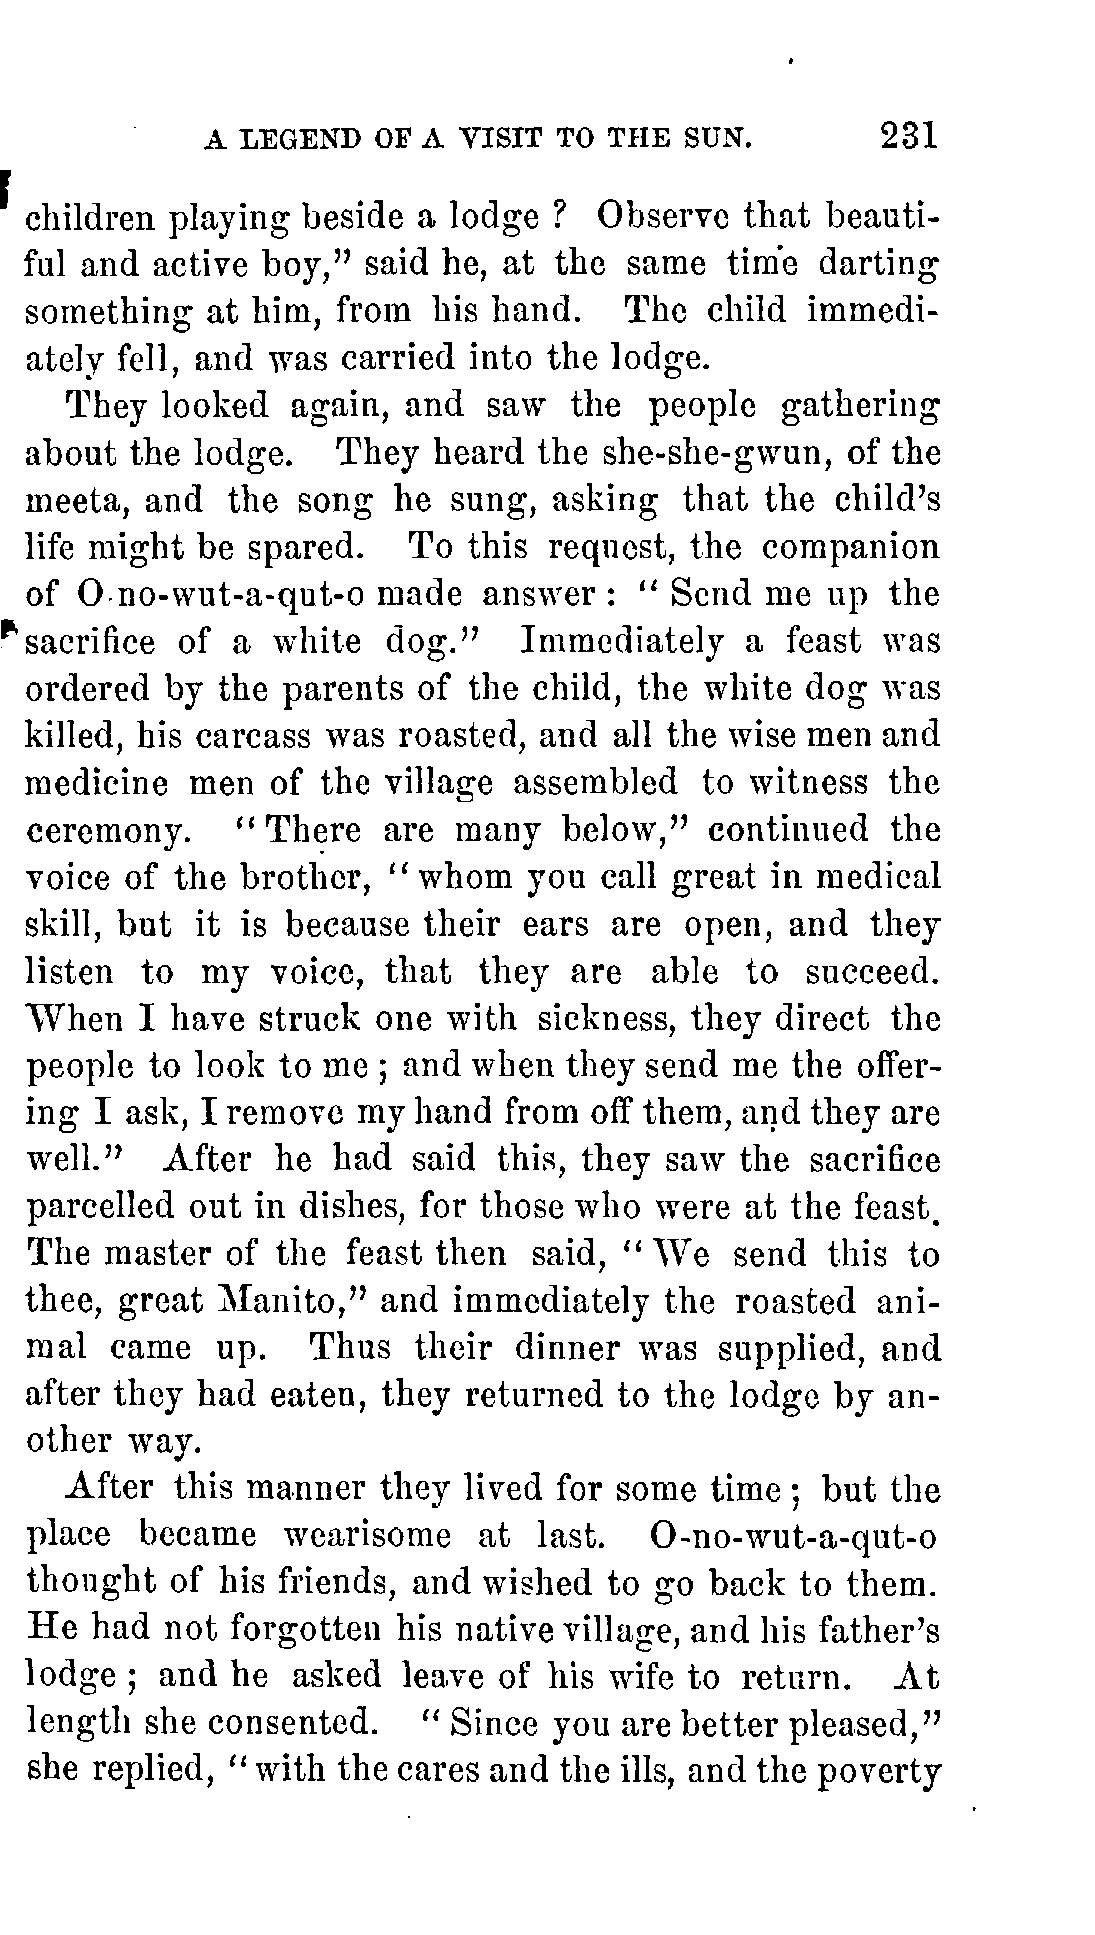 A LEGEND OF A VISIT TO THE SUN. 231
children playing beside a lodge ? Observe that beauti-
ful and active boy,” said he, at the same time darting
something at him, from his hand. The child immedi-
ately fell, and was carried into the lodge.
They looked again, and saw the people gathering
about the lodge. They heard the she-she-gwun, of the
meeta, and the song he sung, asking that the child’s
life might be spared. To this request, the companion
of O-no-wut-a-qut-o made answer : “ Send me up the
sacrifice of a white dog.” Immediately a feast was
ordered by the parents of the child, the white dog was
killed, his carcass was roasted, and all the wise men and
medicine men of the village assembled to witness the
ceremony. “ There are many below,” continued the
voice of the brother, “ whom you call great in medical
skill, but it is because their ears are open, and they
listen to my voice, that they are able to succeed.
When I have struck one with sickness, they direct the
people to look to me ; and when they send me the offer-
ing I ask, I remove my hand from off them, and they are
well.” After he had said this, they saw the sacrifice
parcelled out in dishes, for those who were at the feast.
The master of the feast then said, “ We send this to
thee, great Manito,” and immediately the roasted ani-
mal came up. Thus their dinner was supplied, and
after they had eaten, they returned to the lodge by an-
other way.
After this manner they lived for some time ; but the
place became wearisome at last. O-no-wut-a-qut-o
thought of his friends, and wished to go back to them.
He had not forgotten his native village, and his father’s
lodge ; and he asked leave of his wife to return. At
length she consented. “ Since you are better pleased,”
she replied, “ with the cares and the ills, and the poverty